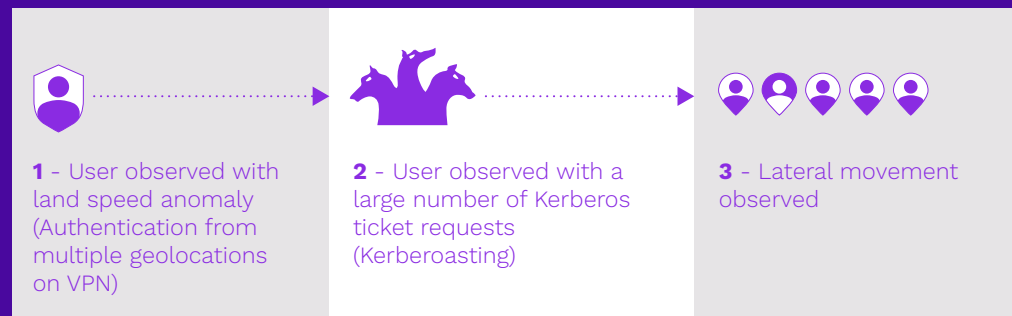 1 - User observed with
land speed anomaly
(Authentication from
multiple geolocations
on VPN)
2 - User observed with a
large number of Kerberos
ticket requests
(Kerberoasting)
3 - Lateral movement
observed